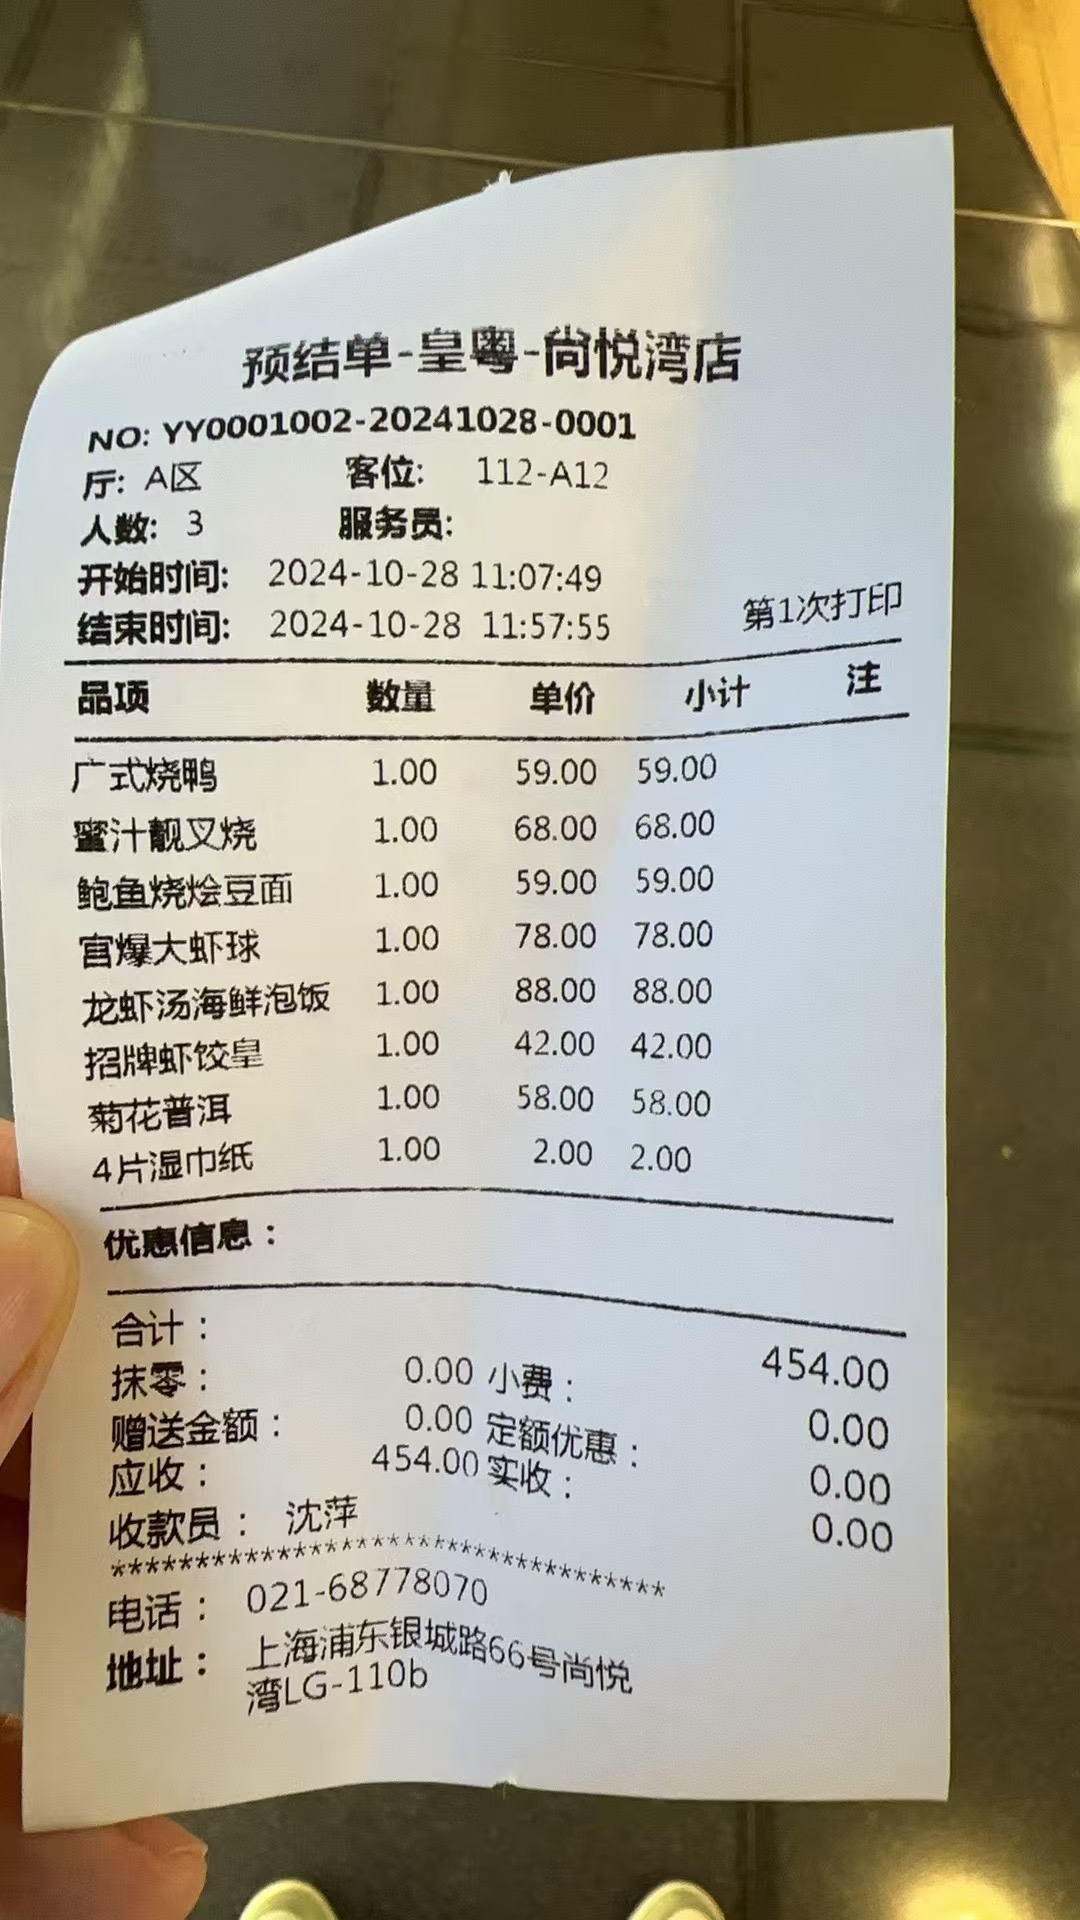 预结单-皇粤-尚悦湾店
NO: YY0001002-20241028-0001
厅: A区 客位: 112-A12
人数: 3 服务员:
开始时间: 2024-10-28 11:07:49
结束时间: 2024-10-28 11:57:55 第1次打印
品项 数量 单价 小计 注
广式烧鸭 1.00 59.00 59.00
蜜汁靓叉烧 1.00 68.00 68.00
鲍鱼烧烩豆面 1.00 59.00 59.00
宫爆大虾球 1.00 78.00 78.00
龙虾汤海鲜泡饭 1.00 88.00 88.00
招牌虾饺皇 1.00 42.00 42.00
菊花普洱 1.00 58.00 58.00
4片湿巾纸 1.00 2.00 2.00
优惠信息：
合计： 454.00
抹零： 0.00 小费： 0.00
赠送金额： 0.00 定额优惠： 0.00
应收： 454.00 实收： 0.00
收款员： 沈萍
***************************************
电话： 021-68778070
地址： 上海浦东银城路66号尚悦
湾LG-110b